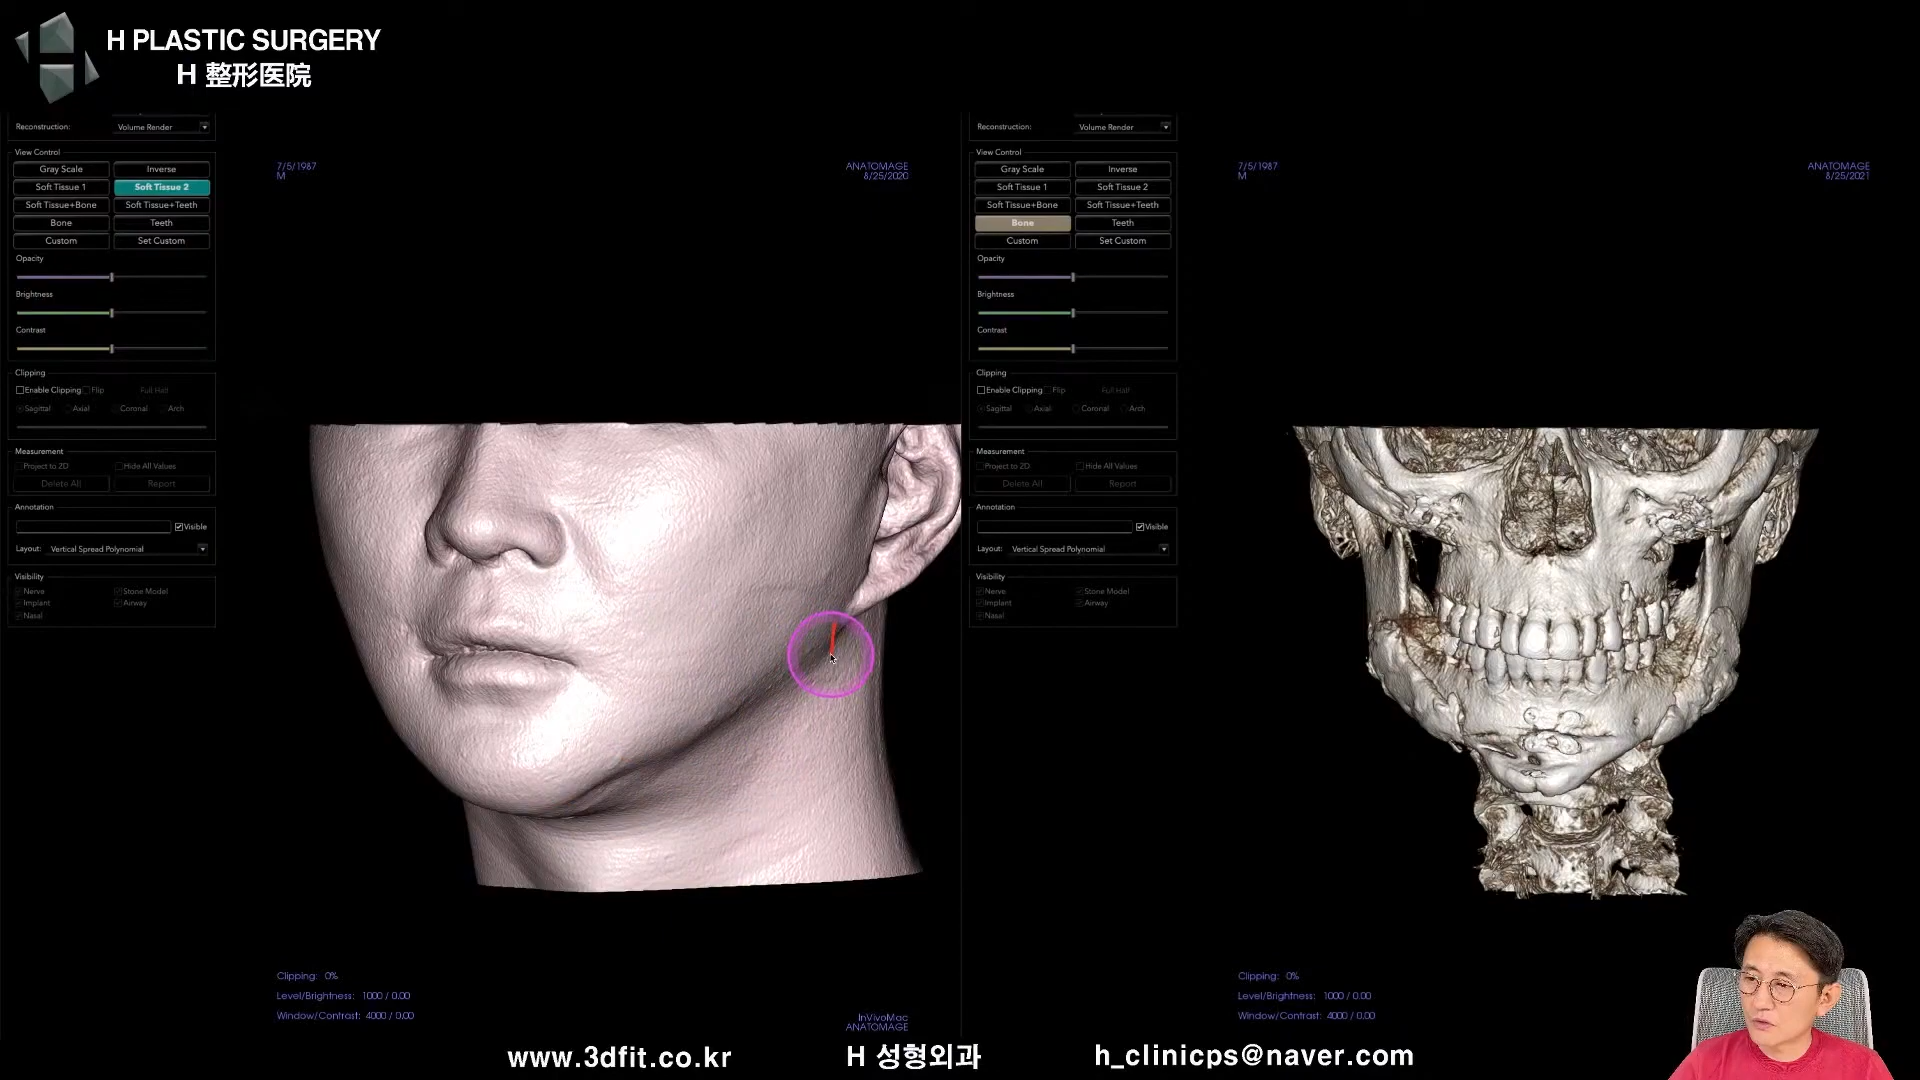 H PLASTIC SURGERY
H 整形医院
Reconstruction: Volume Render
View Control
Gray Scale Inverse
Soft Tissue 1 Soft Tissue 2
Soft Tissue+Bone Soft Tissue+Teeth
Bone Teeth
Custom Set Custom
Opacity
Brightness
Contrast
Clipping
Enable Clipping Flip Full Half
Sagittal Axial Coronal Arch
Measurement
Project to 2D Hide All Values
Delete All Report
Annotation
Visible
Layout: Vertical Spread Polynomial
Visibility
Nerve Stone Model
Implant Airway
Nasal
7/5/1987
M
ANATOMAGE
8/25/2020
Clipping: 0%
Level/Brightness: 1000 / 0.00
Window/Contrast: 4000 / 0.00
InVivoMac
ANATOMAGE
Reconstruction: Volume Render
View Control
Gray Scale Inverse
Soft Tissue 1 Soft Tissue 2
Soft Tissue+Bone Soft Tissue+Teeth
Bone Teeth
Custom Set Custom
Opacity
Brightness
Contrast
Clipping
Enable Clipping Flip Full Half
Sagittal Axial Coronal Arch
Measurement
Project to 2D Hide All Values
Delete All Report
Annotation
Visible
Layout: Vertical Spread Polynomial
Visibility
Nerve Stone Model
Implant Airway
Nasal
7/5/1987
M
ANATOMAGE
8/25/2021
Clipping: 0%
Level/Brightness: 1000 / 0.00
Window/Contrast: 4000 / 0.00
www.3dfit.co.kr H 성형외과 h_clinicps@naver.com